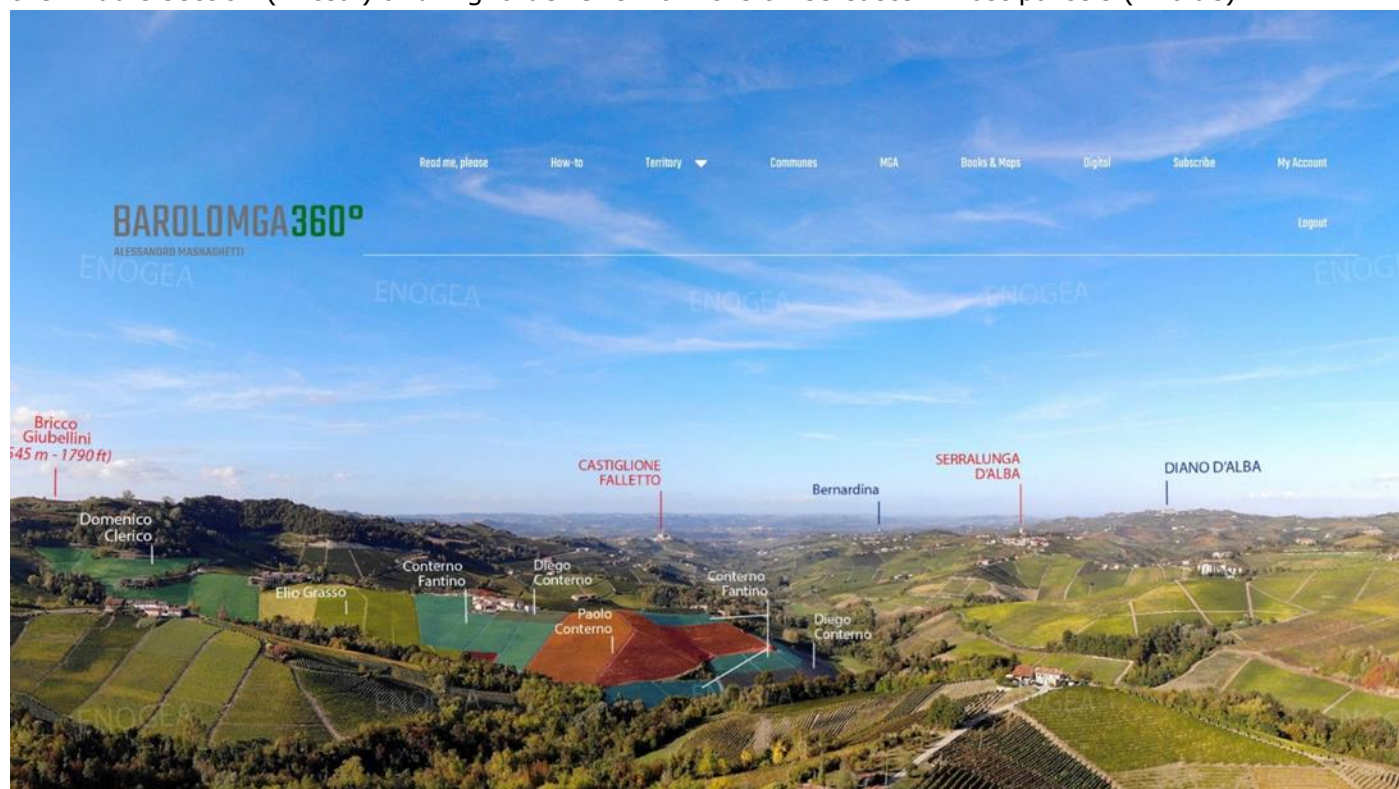 Read me, please
How-to
Territory
Communes
MGA
Books & Maps
Digital
Subscribe
My Account
BAROLOMGA360°
ALESSANDRO MASNAGHETTI
Logout
ENOGEA
ENOGEA
ENOGEA
ENOGEA
ENOG
Bricco
Giubellini
545 m - 1790 ft)
CASTIGLIONE
FALLETTO
Bernardina
SERRALUNGA
D'ALBA
DIANO D'ALBA
Domenico
Clerico
Conterno
Fantino
Diego
Conterno
Conterno
Fantino
Elio Grasso
Paolo
Conterno
Diego
Conterno
ENOGEA
ENOGEA